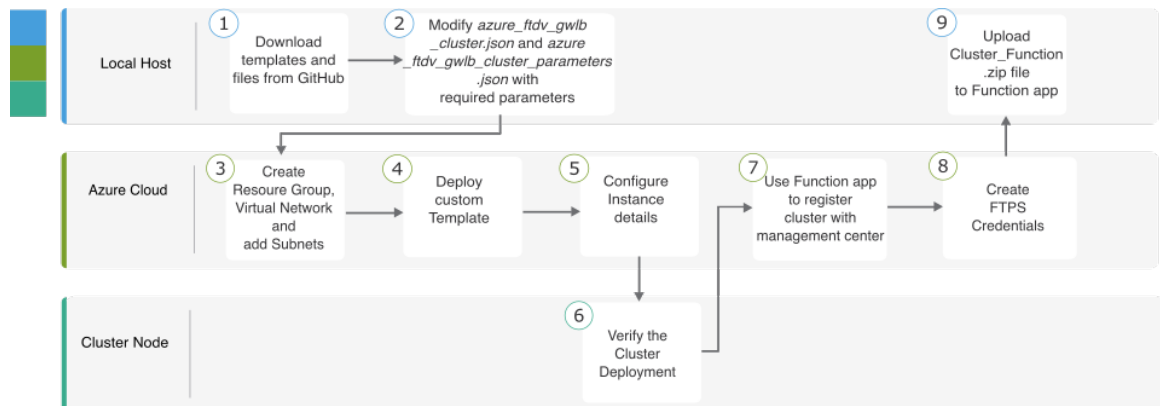 Local Host
1
Download
templates and
files from GitHub
2
Modify azure_ftdv_gwlb
_cluster.json and azure
_ftdv_gwlb_cluster_parameters
.json with
required parameters
9
Upload
Cluster_Function
.zip file
to Function app
Azure Cloud
3
Create
Resoure Group,
Virtual Network
and
add Subnets
4
Deploy
custom
Template
5
Configure
Instance
details
7
Use Function app
to register
cluster with
management center
8
Create
FTPS
Credentials
Cluster Node
6
Verify the
Cluster
Deployment